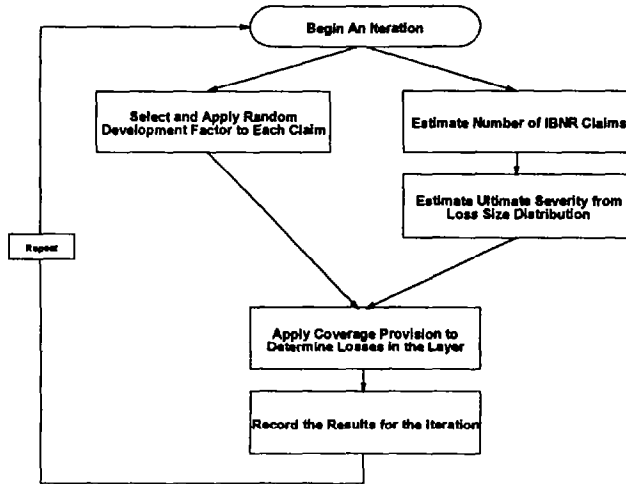 Begin An Iteration
Select and Apply Random
Development Factor to Each Claim
Estimate Number of IBNR Claims
Estimate Ultimate Severity from
Loss Size Distribution
Repeat
Apply Coverage Provision to
Determine Losses in the Layer
Record the Results for the Iteration